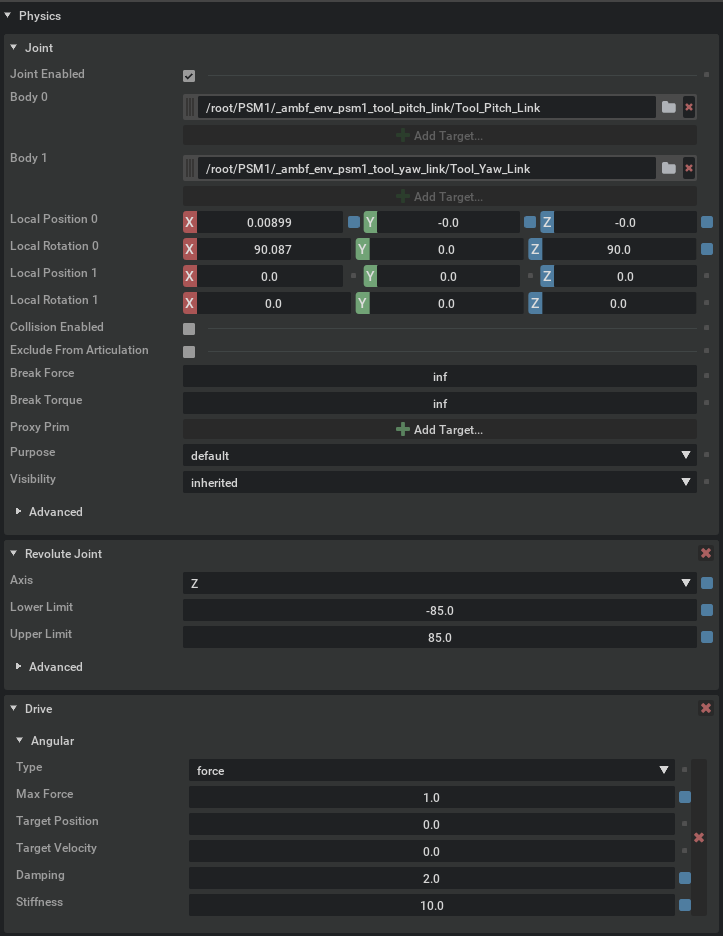 Physics
Joint
Joint Enabled
Body 0
/root/PSM1/_ambf_env_psm1_tool_pitch_link/Tool_Pitch_Link
Add Target...
Body 1
/root/PSM1/_ambf_env_psm1_tool_yaw_link/Tool_Yaw_Link
Add Target...
Local Position 0 X 0.00899 Y -0.0 Z -0.0
Local Rotation 0 X 90.087 Y 0.0 Z 90.0
Local Position 1 X 0.0 Y 0.0 Z 0.0
Local Rotation 1 X 0.0 Y 0.0 Z 0.0
Collision Enabled
Exclude From Articulation
Break Force inf
Break Torque inf
Proxy Prim Add Target...
Purpose default
Visibility inherited
Advanced
Revolute Joint
Axis Z
Lower Limit -85.0
Upper Limit 85.0
Advanced
Drive
Angular
Type force
Max Force 1.0
Target Position 0.0
Target Velocity 0.0
Damping 2.0
Stiffness 10.0